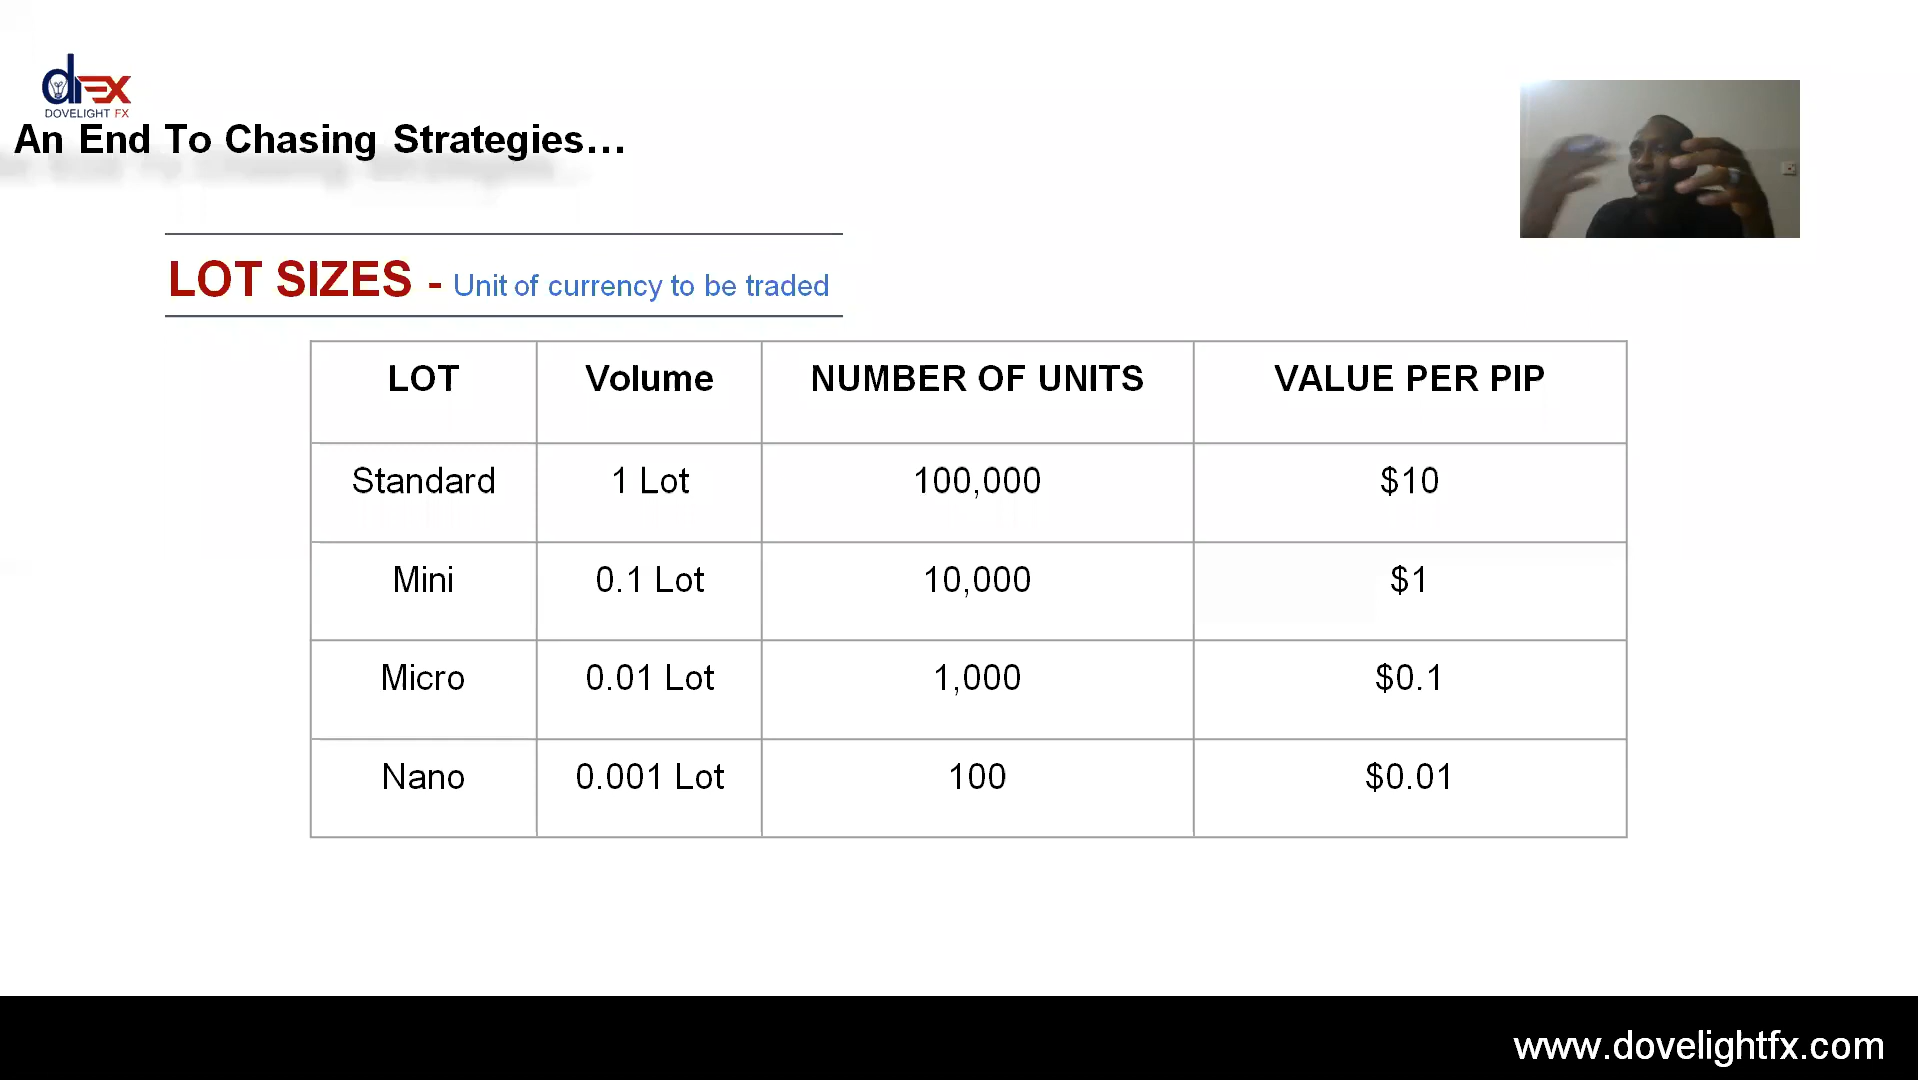 DOVELIGHT FX
An End To Chasing Strategies...
LOT SIZES - Unit of currency to be traded
LOT Volume NUMBER OF UNITS VALUE PER PIP
Standard 1 Lot 100,000 $10
Mini 0.1 Lot 10,000 $1
Micro 0.01 Lot 1,000 $0.1
Nano 0.001 Lot 100 $0.01
www.dovelightfx.com